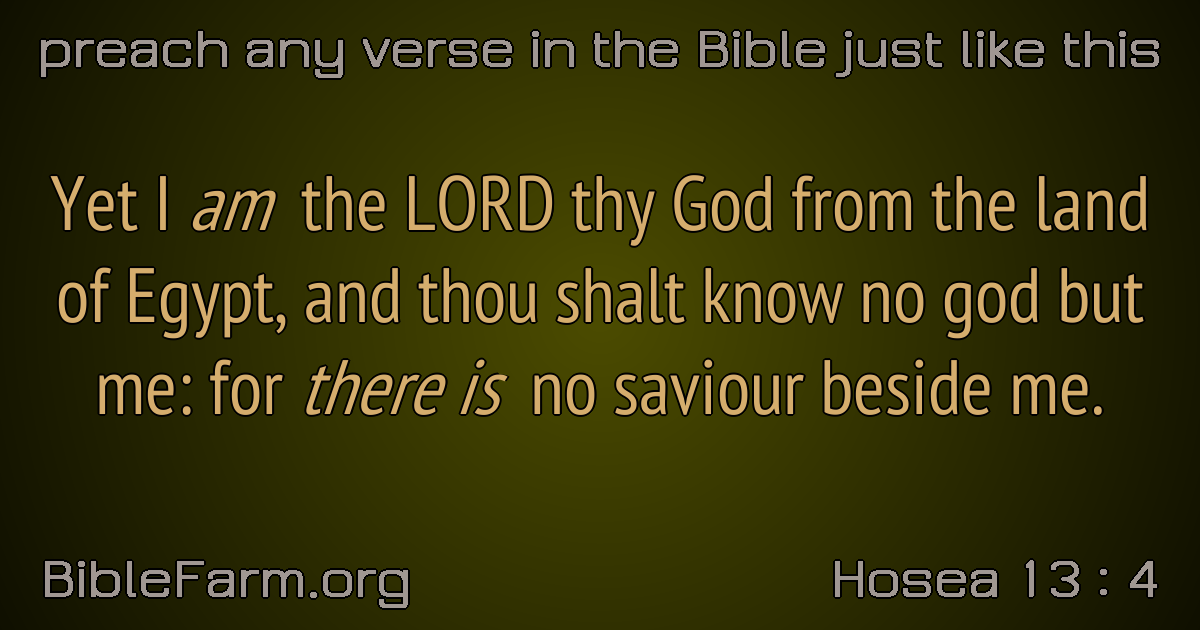 preach any verse in the Bible just like this
Yet I am the LORD thy God from the land
of Egypt, and thou shalt know no god but
me: for there is no saviour beside me.
BibleFarm.org
Hosea 13 : 4